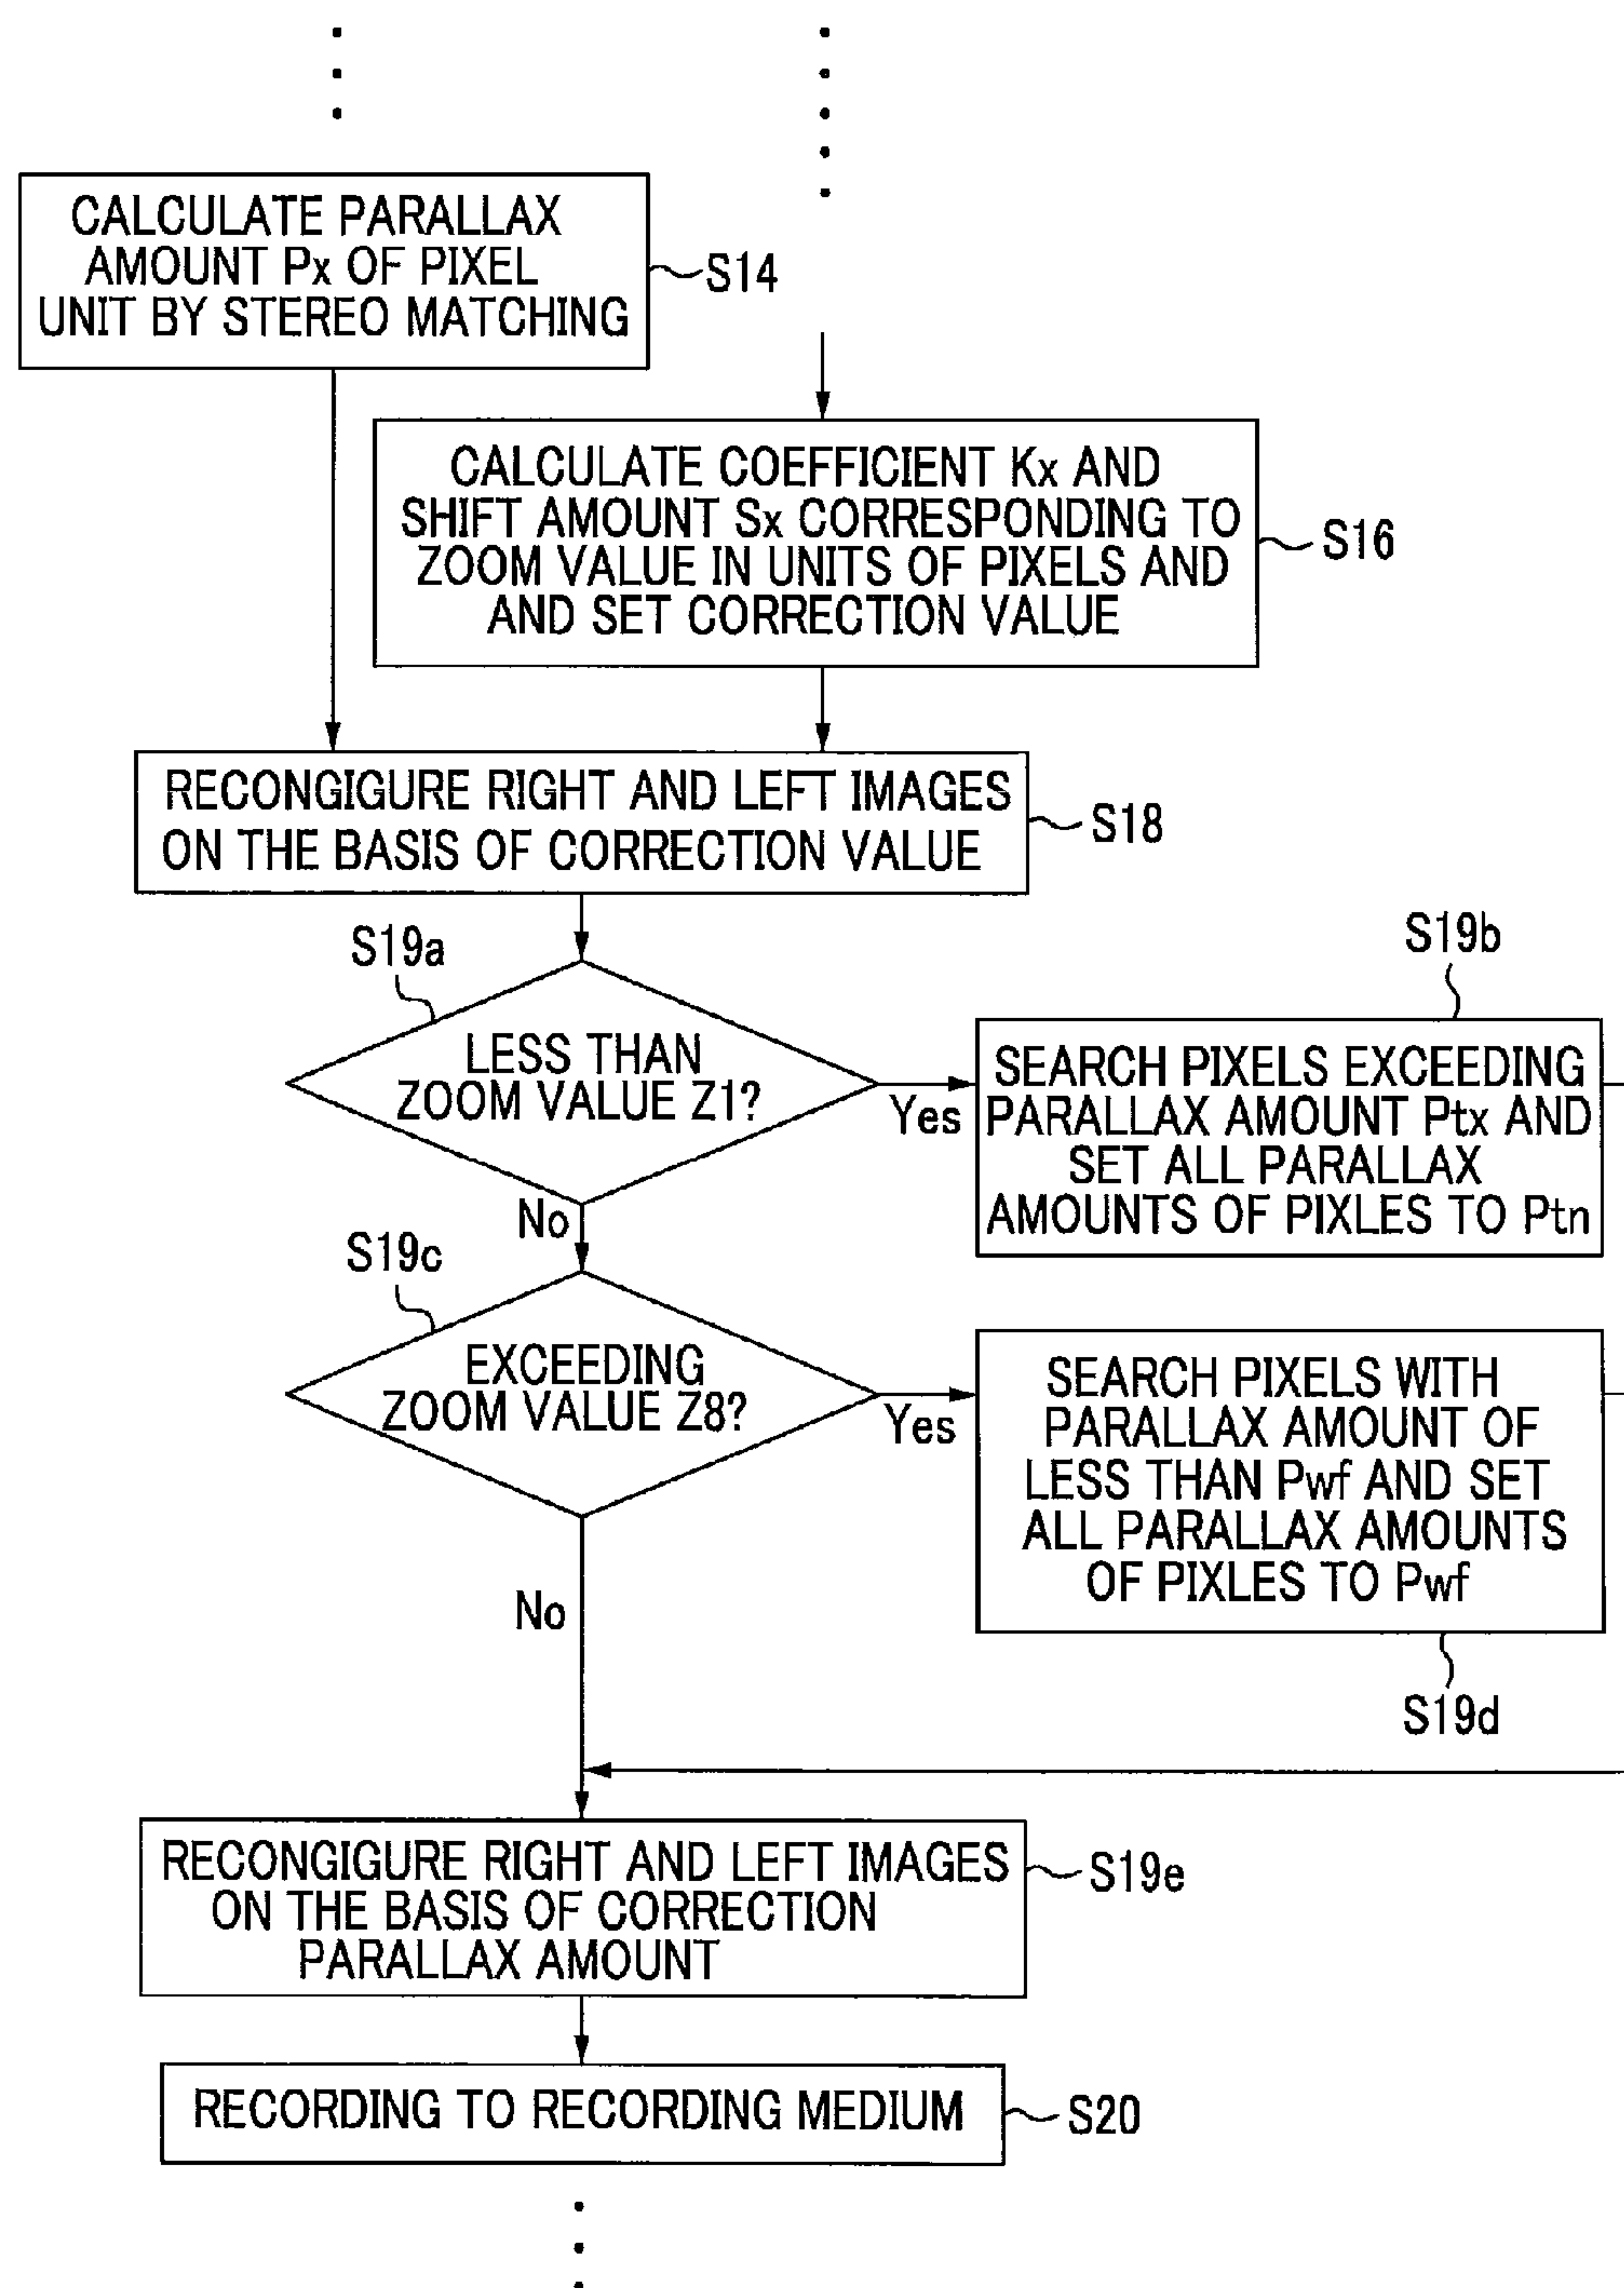 CALCULATE PARALLAX
AMOUNT Px OF PIXEL
UNIT BY STEREO MATCHING
S14
CALCULATE COEFFICIENT Kx AND
SHIFT AMOUNT Sx CORRESPONDING TO
ZOOM VALUE IN UNITS OF PIXELS AND
AND SET CORRECTION VALUE
S16
RECONGIGURE RIGHT AND LEFT IMAGES
ON THE BASIS OF CORRECTION VALUE
S18
S19a
LESS THAN
ZOOM VALUE Z1?
Yes
No
S19b
SEARCH PIXELS EXCEEDING
PARALLAX AMOUNT Ptx AND
SET ALL PARALLAX
AMOUNTS OF PIXLES TO Ptn
S19c
EXCEEDING
ZOOM VALUE Z8?
Yes
No
SEARCH PIXELS WITH
PARALLAX AMOUNT OF
LESS THAN Pwf AND SET
ALL PARALLAX AMOUNTS
OF PIXLES TO Pwf
S19d
RECONGIGURE RIGHT AND LEFT IMAGES
ON THE BASIS OF CORRECTION
PARALLAX AMOUNT
S19e
RECORDING TO RECORDING MEDIUM
S20